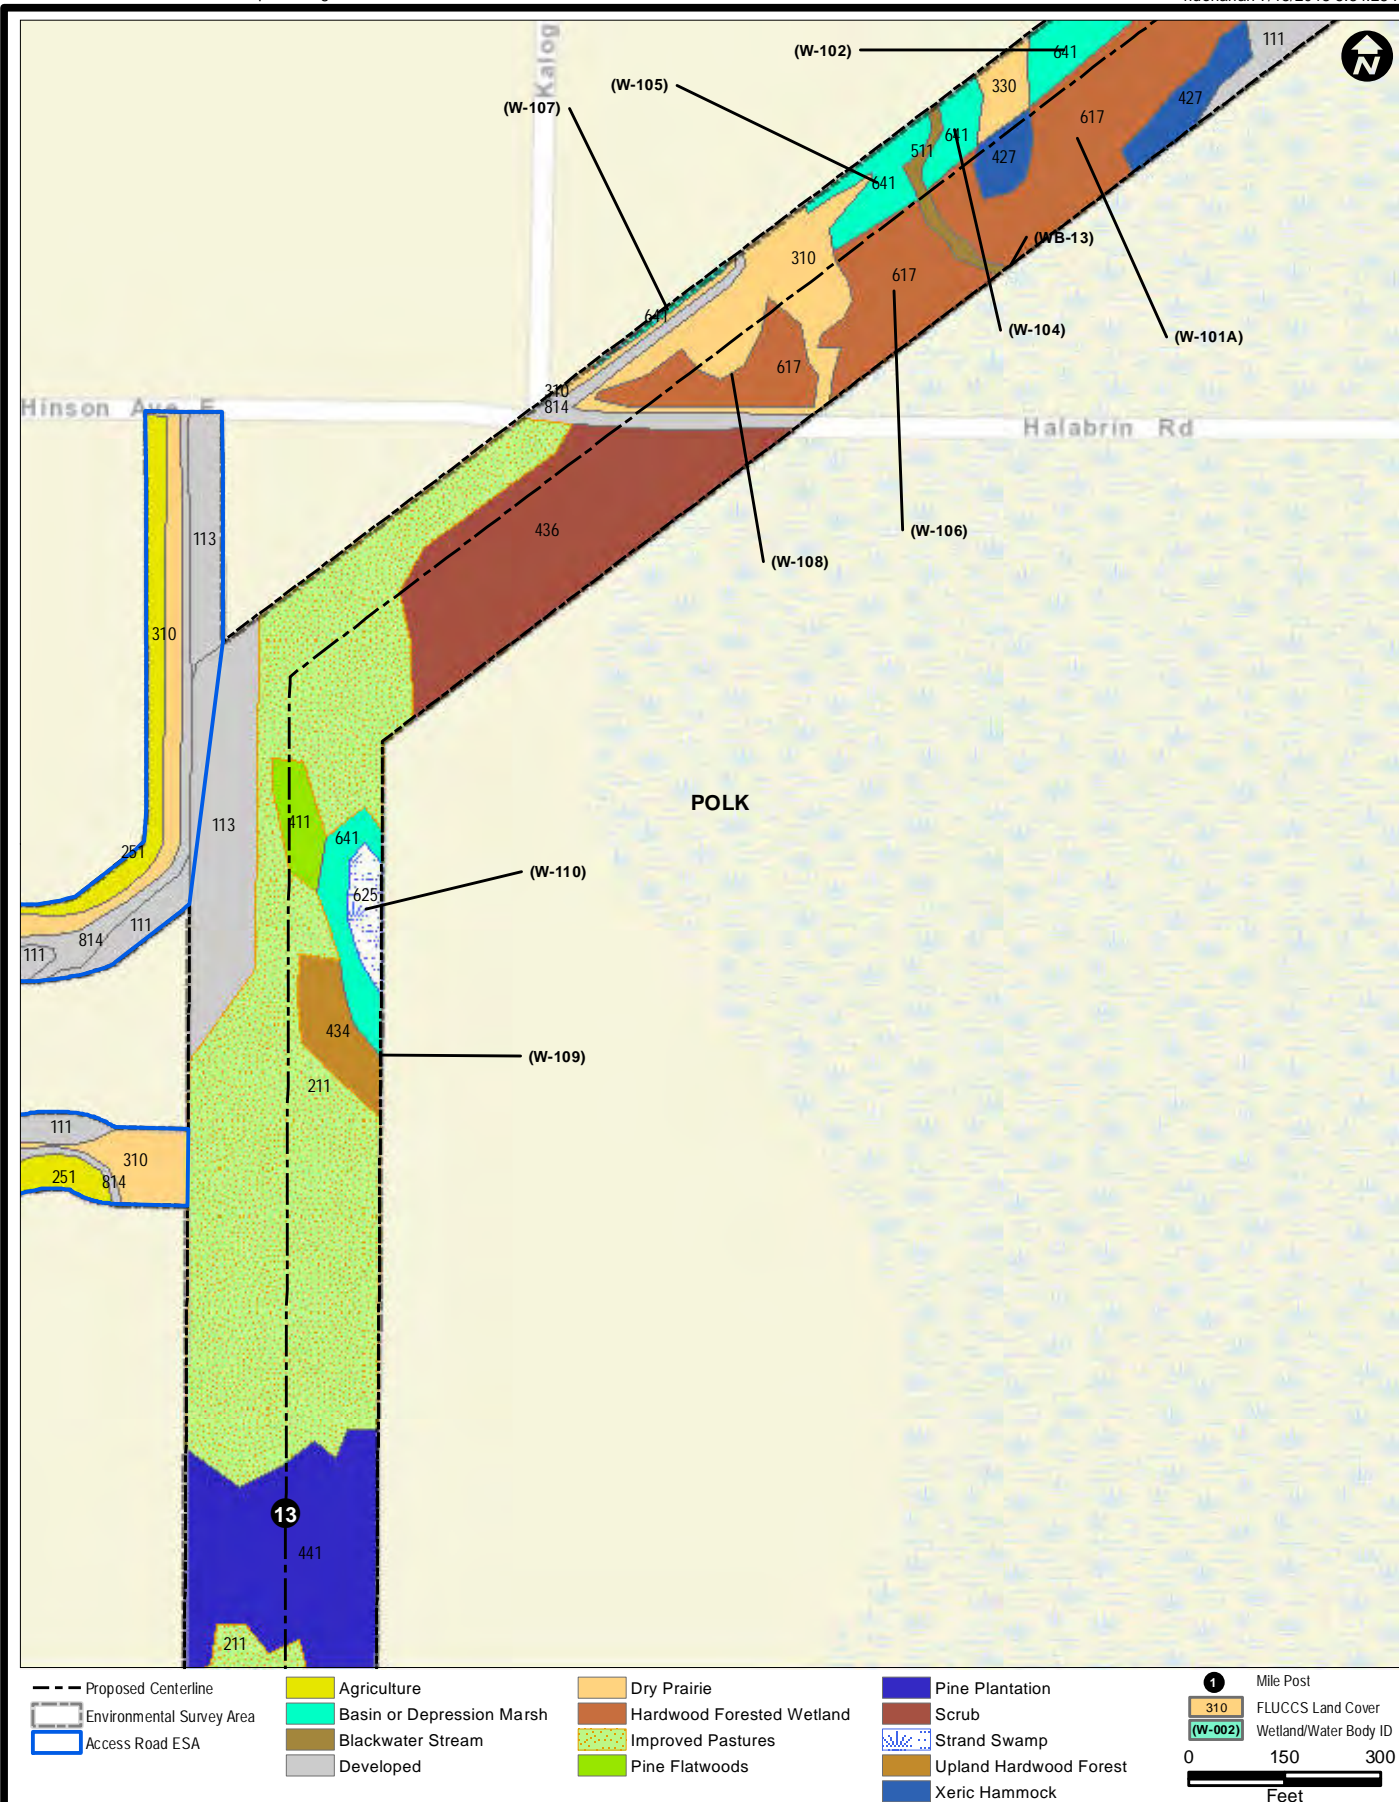 (W-102)
641
111
(W-105)
330
(W-107)
427
617
641
511
427
641
(WB-13)
310
617
641
(W-104)
(W-101A)
617
310
814
Kalog
Hinson Ave E
Halabrin Rd
113
436
(W-106)
(W-108)
310
POLK
113
411
641
251
(W-110)
625
111
814
111
434
(W-109)
211
111
310
251
814
13
441
211
Proposed Centerline
Environmental Survey Area
Access Road ESA
Agriculture
Basin or Depression Marsh
Blackwater Stream
Developed
Dry Prairie
Hardwood Forested Wetland
Improved Pastures
Pine Flatwoods
Pine Plantation
Scrub
Strand Swamp
Upland Hardwood Forest
Xeric Hammock
1 Mile Post
310 FLUCCS Land Cover
(W-002) Wetland/Water Body ID
0 150 300
Feet
N